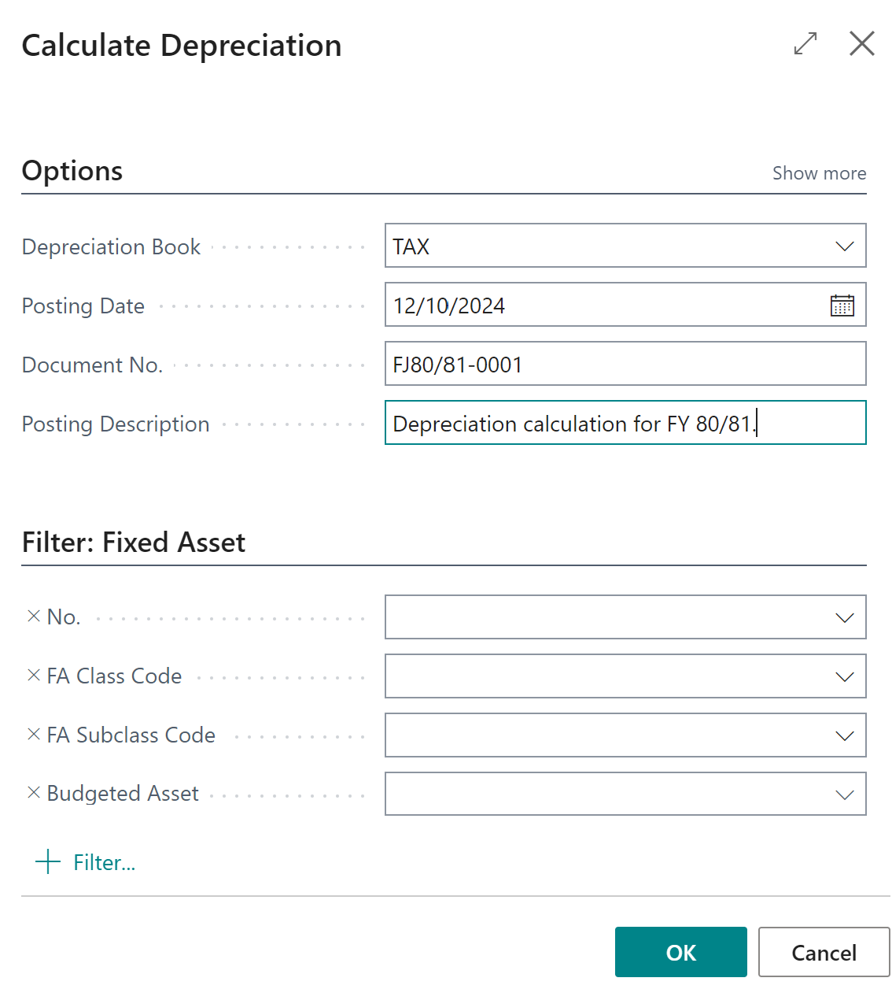 Calculate Depreciation
Options
Show more
Depreciation Book
TAX
Posting Date
12/10/2024
Document No.
FJ80/81-0001
Posting Description
Depreciation calculation for FY 80/81.
Filter: Fixed Asset
No.
FA Class Code
FA Subclass Code
Budgeted Asset
Filter...
OK
Cancel